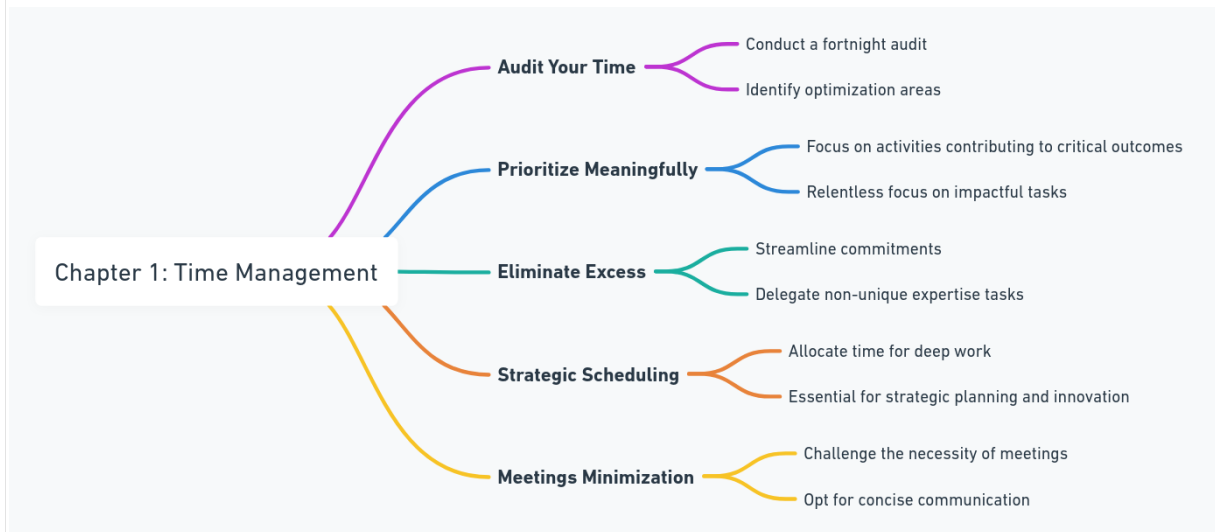 Chapter 1: Time Management
Audit Your Time
Conduct a fortnight audit
Identify optimization areas
Prioritize Meaningfully
Focus on activities contributing to critical outcomes
Relentless focus on impactful tasks
Eliminate Excess
Streamline commitments
Delegate non-unique expertise tasks
Strategic Scheduling
Allocate time for deep work
Essential for strategic planning and innovation
Meetings Minimization
Challenge the necessity of meetings
Opt for concise communication